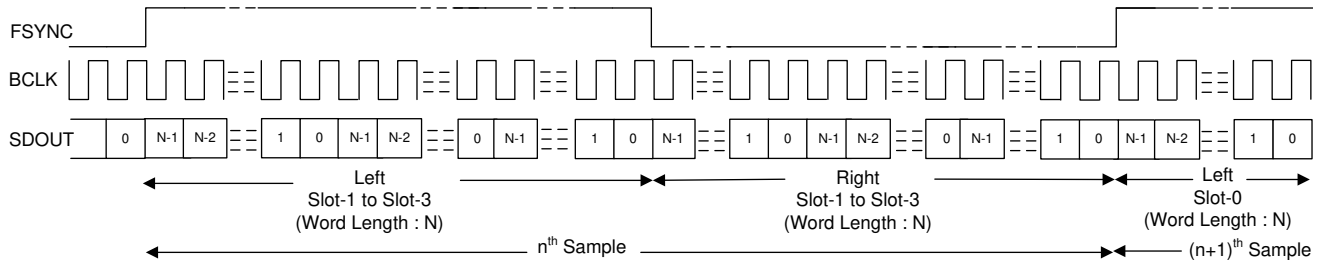 FSYNC
BCLK
SDOUT 0 N-1 N-2 1 0 N-1 N-2 0 N-1 1 0 N-1 1 0 N-1 N-2 0 N-1 1 0 N-1 N-2 1 0
Left Right Left
Slot-1 to Slot-3 Slot-1 to Slot-3 Slot-0
(Word Length : N) (Word Length : N) (Word Length : N)
nth Sample (n+1)th Sample